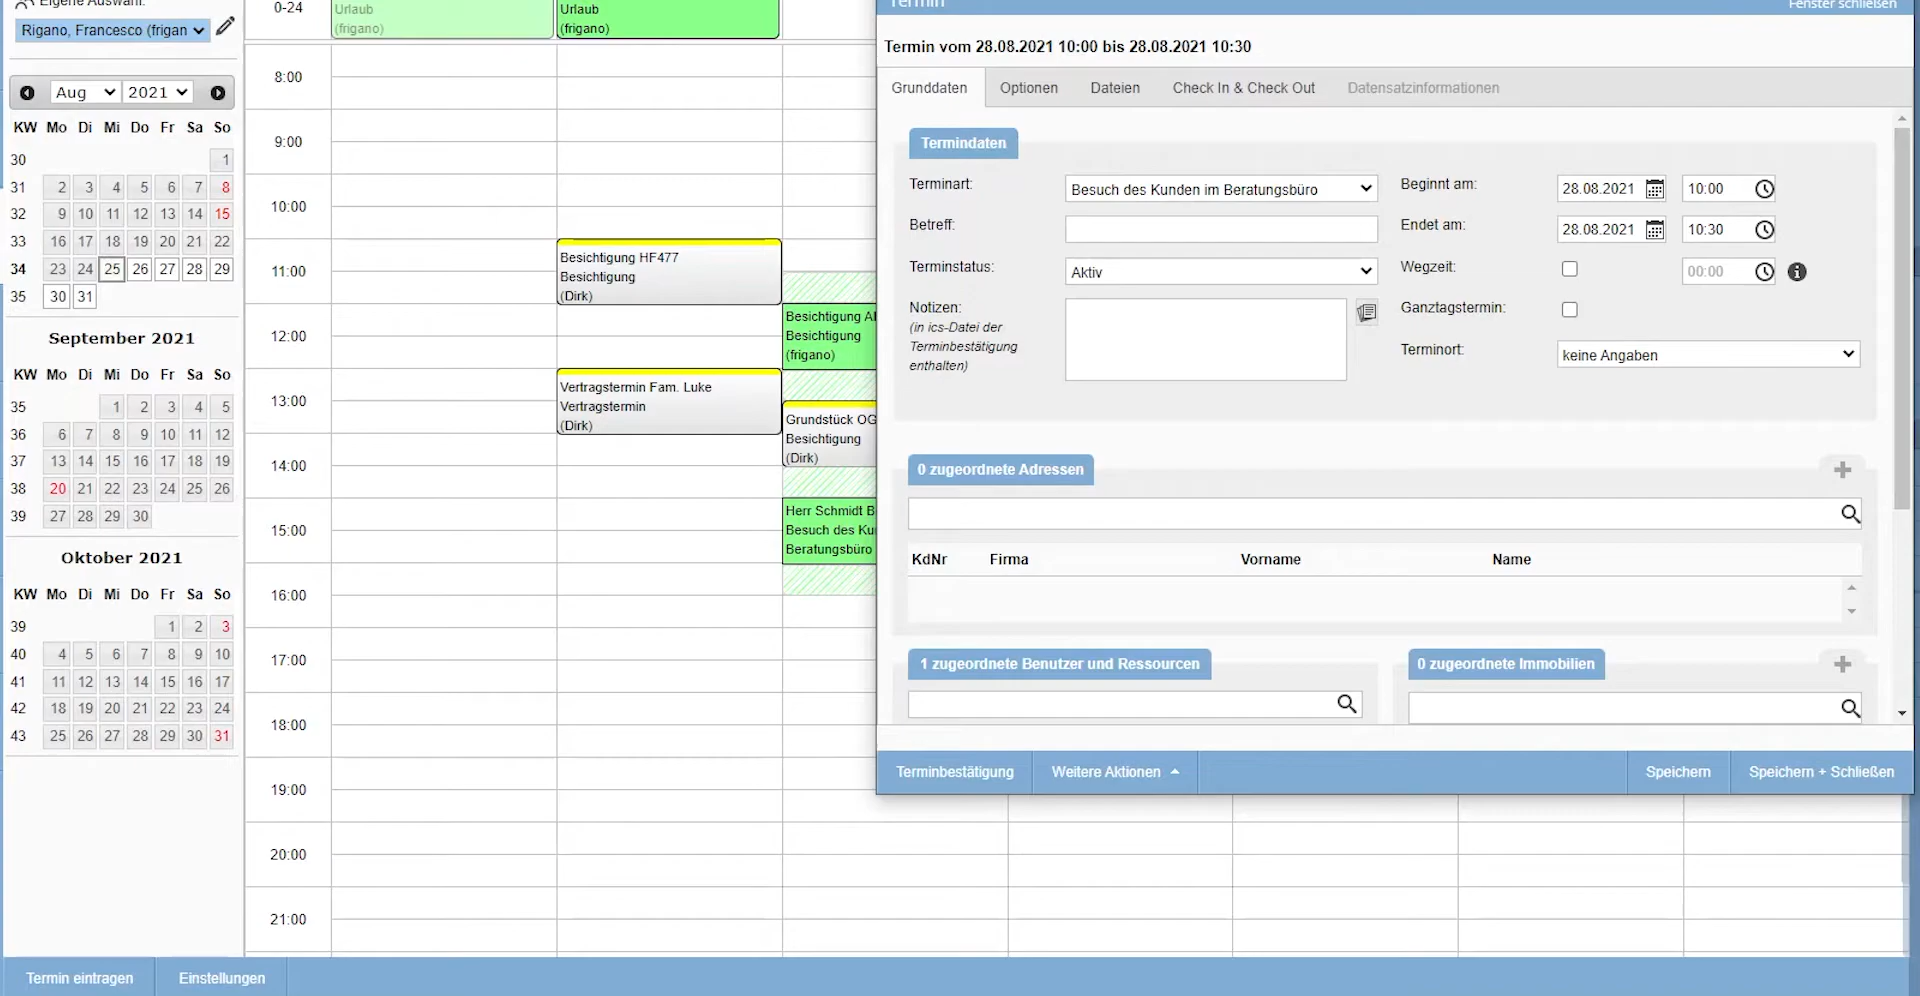 Eigene Auswahl:
Rigano, Francesco (frigan
Aug 2021
KW Mo Di Mi Do Fr Sa So
30 1
31 2 3 4 5 6 7 8
32 9 10 11 12 13 14 15
33 16 17 18 19 20 21 22
34 23 24 25 26 27 28 29
35 30 31
September 2021
KW Mo Di Mi Do Fr Sa So
35 1 2 3 4 5
36 6 7 8 9 10 11 12
37 13 14 15 16 17 18 19
38 20 21 22 23 24 25 26
39 27 28 29 30
Oktober 2021
KW Mo Di Mi Do Fr Sa So
39 1 2 3
40 4 5 6 7 8 9 10
41 11 12 13 14 15 16 17
42 18 19 20 21 22 23 24
43 25 26 27 28 29 30 31
Termin eintragen
Einstellungen
0-24
Urlaub
(frigano)
Urlaub
(frigano)
8:00
9:00
10:00
11:00
12:00
13:00
14:00
15:00
16:00
17:00
18:00
19:00
20:00
21:00
Besichtigung HF477
Besichtigung
(Dirk)
Vertragstermin Fam. Luke
Vertragstermin
(Dirk)
Besichtigung
Besichtigung
(frigano)
Grundstück OG
Besichtigung
(Dirk)
Herr Schmidt B
Besuch des Ku
Beratungsbüro
Termin
Fenster schließen
Termin vom 28.08.2021 10:00 bis 28.08.2021 10:30
Grunddaten
Optionen
Dateien
Check In & Check Out
Datensatzinformationen
Termindaten
Terminart:
Besuch des Kunden im Beratungsbüro
Betreff:
Terminstatus:
Aktiv
Notizen:
(in ics-Datei der
Terminbestätigung
enthalten)
Beginnt am:
28.08.2021
10:00
Endet am:
28.08.2021
10:30
Wegzeit:
00:00
Ganztagstermin:
Terminort:
keine Angaben
0 zugeordnete Adressen
KdNr Firma Vorname Name
1 zugeordnete Benutzer und Ressourcen
0 zugeordnete Immobilien
Terminbestätigung
Weitere Aktionen
Speichern
Speichern + Schließen